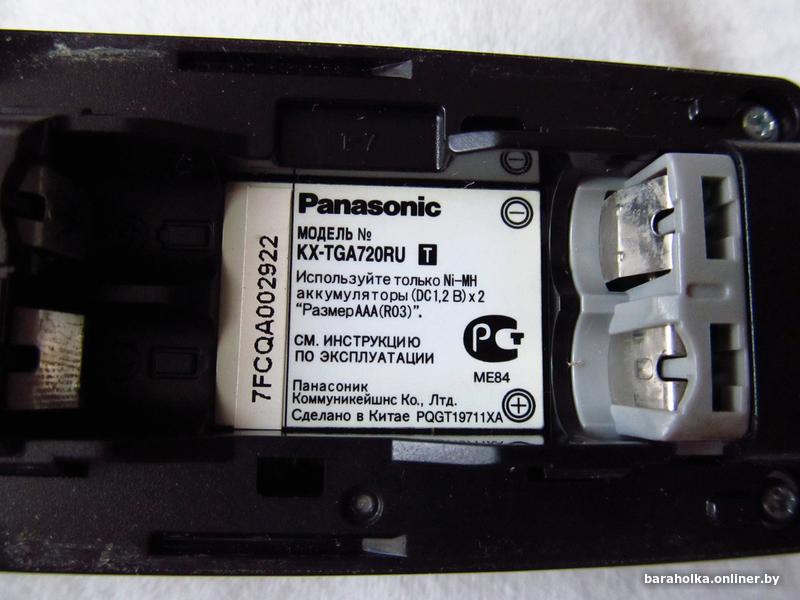 1-7
7FCQA002922
Panasonic
МОДЕЛЬ №
KX-TGA720RU T
Используйте только Ni-MH
аккумуляторы (DC1,2 В) x 2
"Размер AAA(R03)".
СМ. ИНСТРУКЦИЮ
ПО ЭКСПЛУАТАЦИИ
РСТ
ME84
Панасоник
Коммуникейшнс Ко., Лтд.
Сделано в Китае PQGT19711XA
baraholka.onliner.by